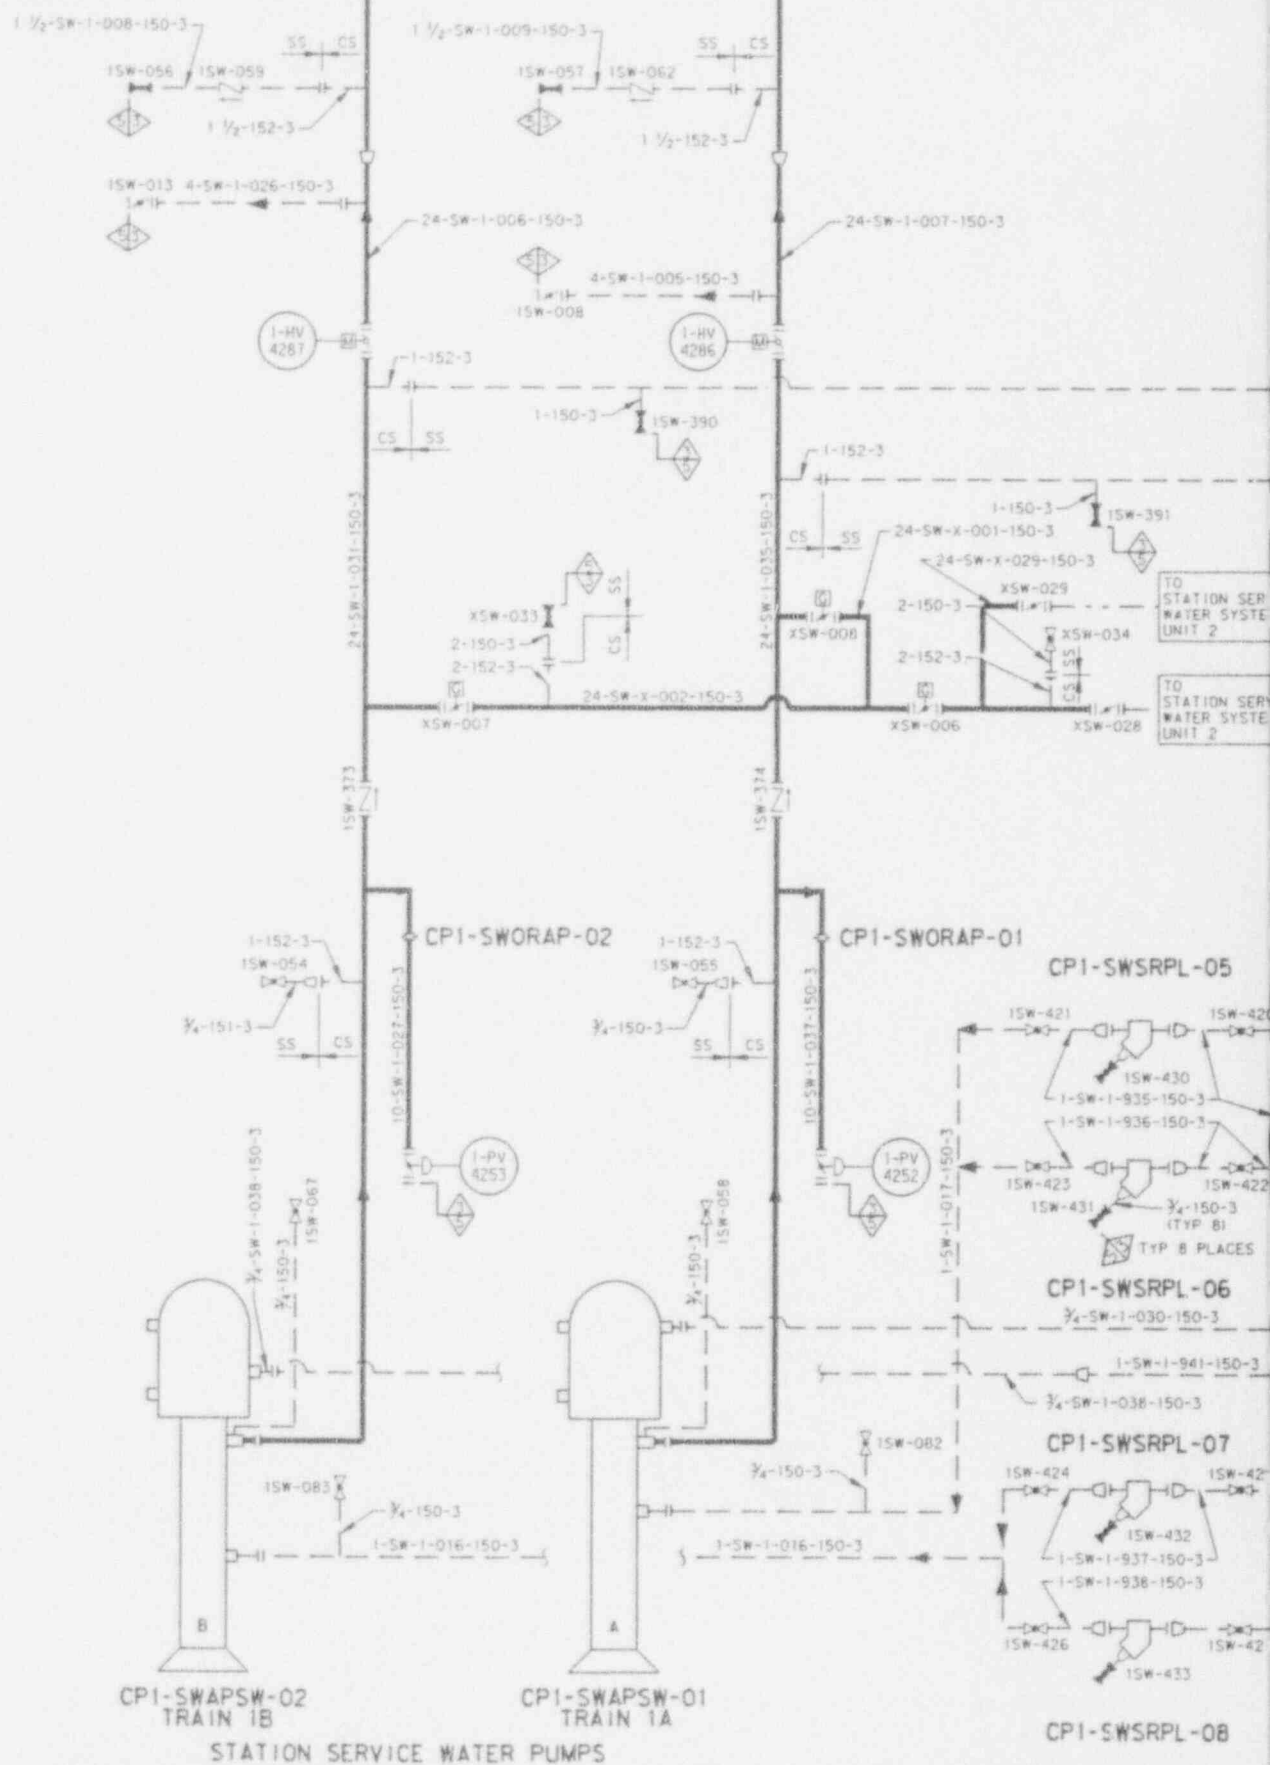 1 ½-SW-1-008-150-3
SS CS
1SW-056 1SW-059
1 ½-152-3
1 ½-SW-1-009-150-3
SS CS
1SW-057 1SW-062
1 ½-152-3
1SW-013 4-SW-1-026-150-3
24-SW-1-006-150-3
24-SW-1-007-150-3
4-SW-1-005-150-3
1SW-008
1-HV
4287
M
1-HV
4286
M
1-152-3
1-150-3
1SW-390
CS SS
1-152-3
1-150-3
1SW-391
CS SS
24-SW-1-031-150-3
24-SW-1-035-150-3
24-SW-X-001-150-3
24-SW-X-029-150-3
XSW-029
2-150-3
XSW-034
2-152-3
SS
CS
TO
STATION SER
WATER SYSTE
UNIT 2
XSW-033
2-150-3
2-152-3
SS
CS
G
XSW-008
24-SW-X-002-150-3
G
XSW-007
G
XSW-006
XSW-028
TO
STATION SERV
WATER SYSTE
UNIT 2
1SW-373
1SW-374
CP1-SWORAP-02
CP1-SWORAP-01
1-152-3
1SW-054
¾-151-3
SS CS
1-152-3
1SW-055
¾-150-3
SS CS
10-SW-1-027-150-3
10-SW-1-037-150-3
CP1-SWSRPL-05
1SW-421
1SW-420
1SW-430
1-SW-1-935-150-3
1-SW-1-936-150-3
1SW-423
1SW-422
1SW-431
¾-150-3
(TYP 8)
TYP 8 PLACES
CP1-SWSRPL-06
1-PV
4253
1-PV
4252
¾-SW-1-038-150-3
¾-150-3
1SW-067
¾-150-3
1SW-058
1-SW-1-017-150-3
¾-SW-1-030-150-3
1-SW-1-941-150-3
¾-SW-1-038-150-3
CP1-SWSRPL-07
1SW-083
¾-150-3
1-SW-1-016-150-3
1SW-082
¾-150-3
1-SW-1-016-150-3
1SW-424
1SW-42
1SW-432
1-SW-1-937-150-3
1-SW-1-938-150-3
1SW-426
1SW-42
1SW-433
CP1-SWSRPL-08
B
A
CP1-SWAPSW-02
TRAIN 1B
CP1-SWAPSW-01
TRAIN 1A
STATION SERVICE WATER PUMPS